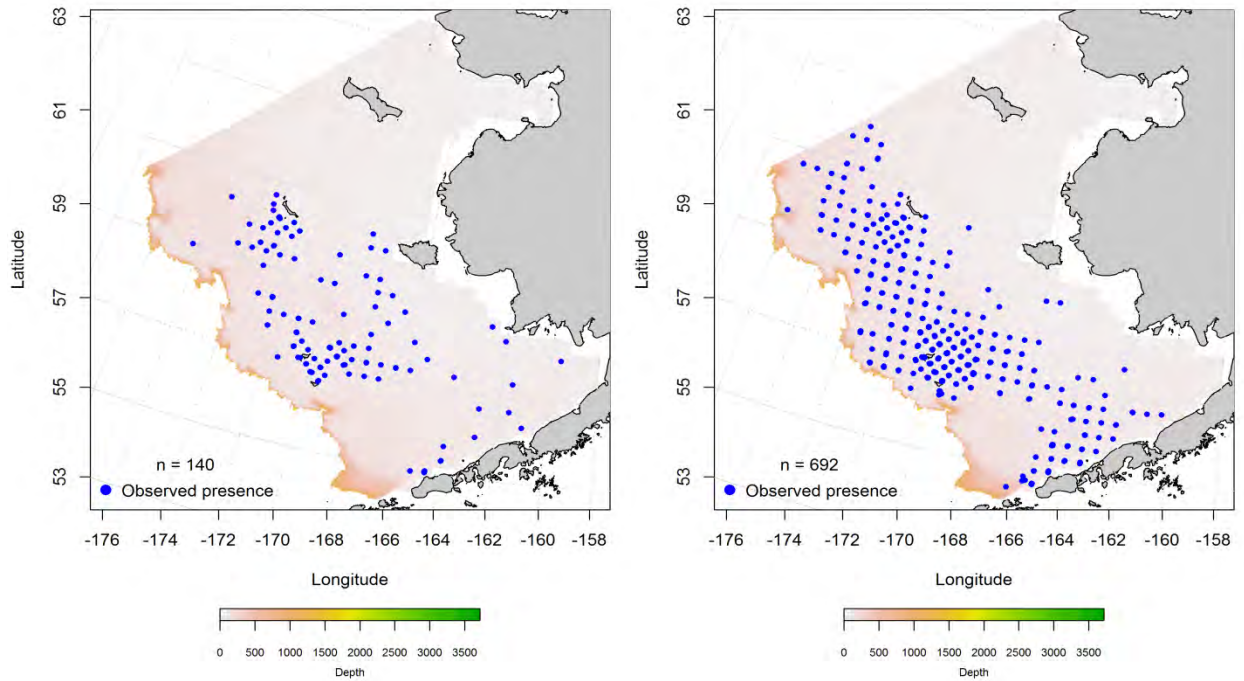 63
61
59
57
55
53
Latitude
n = 140
Observed presence
-176 -172 -170 -168 -166 -164 -162 -160 -158
Longitude
0 500 1000 1500 2000 2500 3000 3500
Depth
63
61
59
57
55
53
Latitude
n = 692
Observed presence
-176 -172 -170 -168 -166 -164 -162 -160 -158
Longitude
0 500 1000 1500 2000 2500 3000 3500
Depth